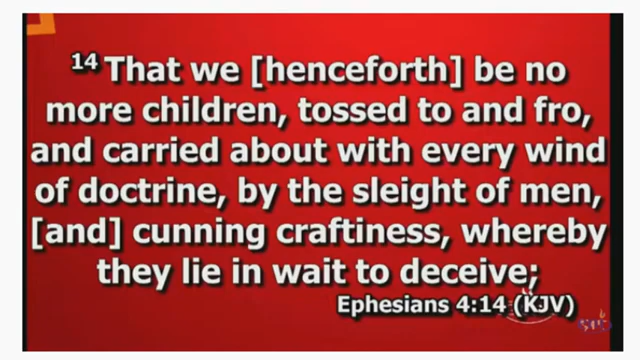 14 That we [henceforth] be no
more children, tossed to and fro,
and carried about with every wind
of doctrine, by the sleight of men,
[and] cunning craftiness, whereby
they lie in wait to deceive;
Ephesians 4:14 (KJV)